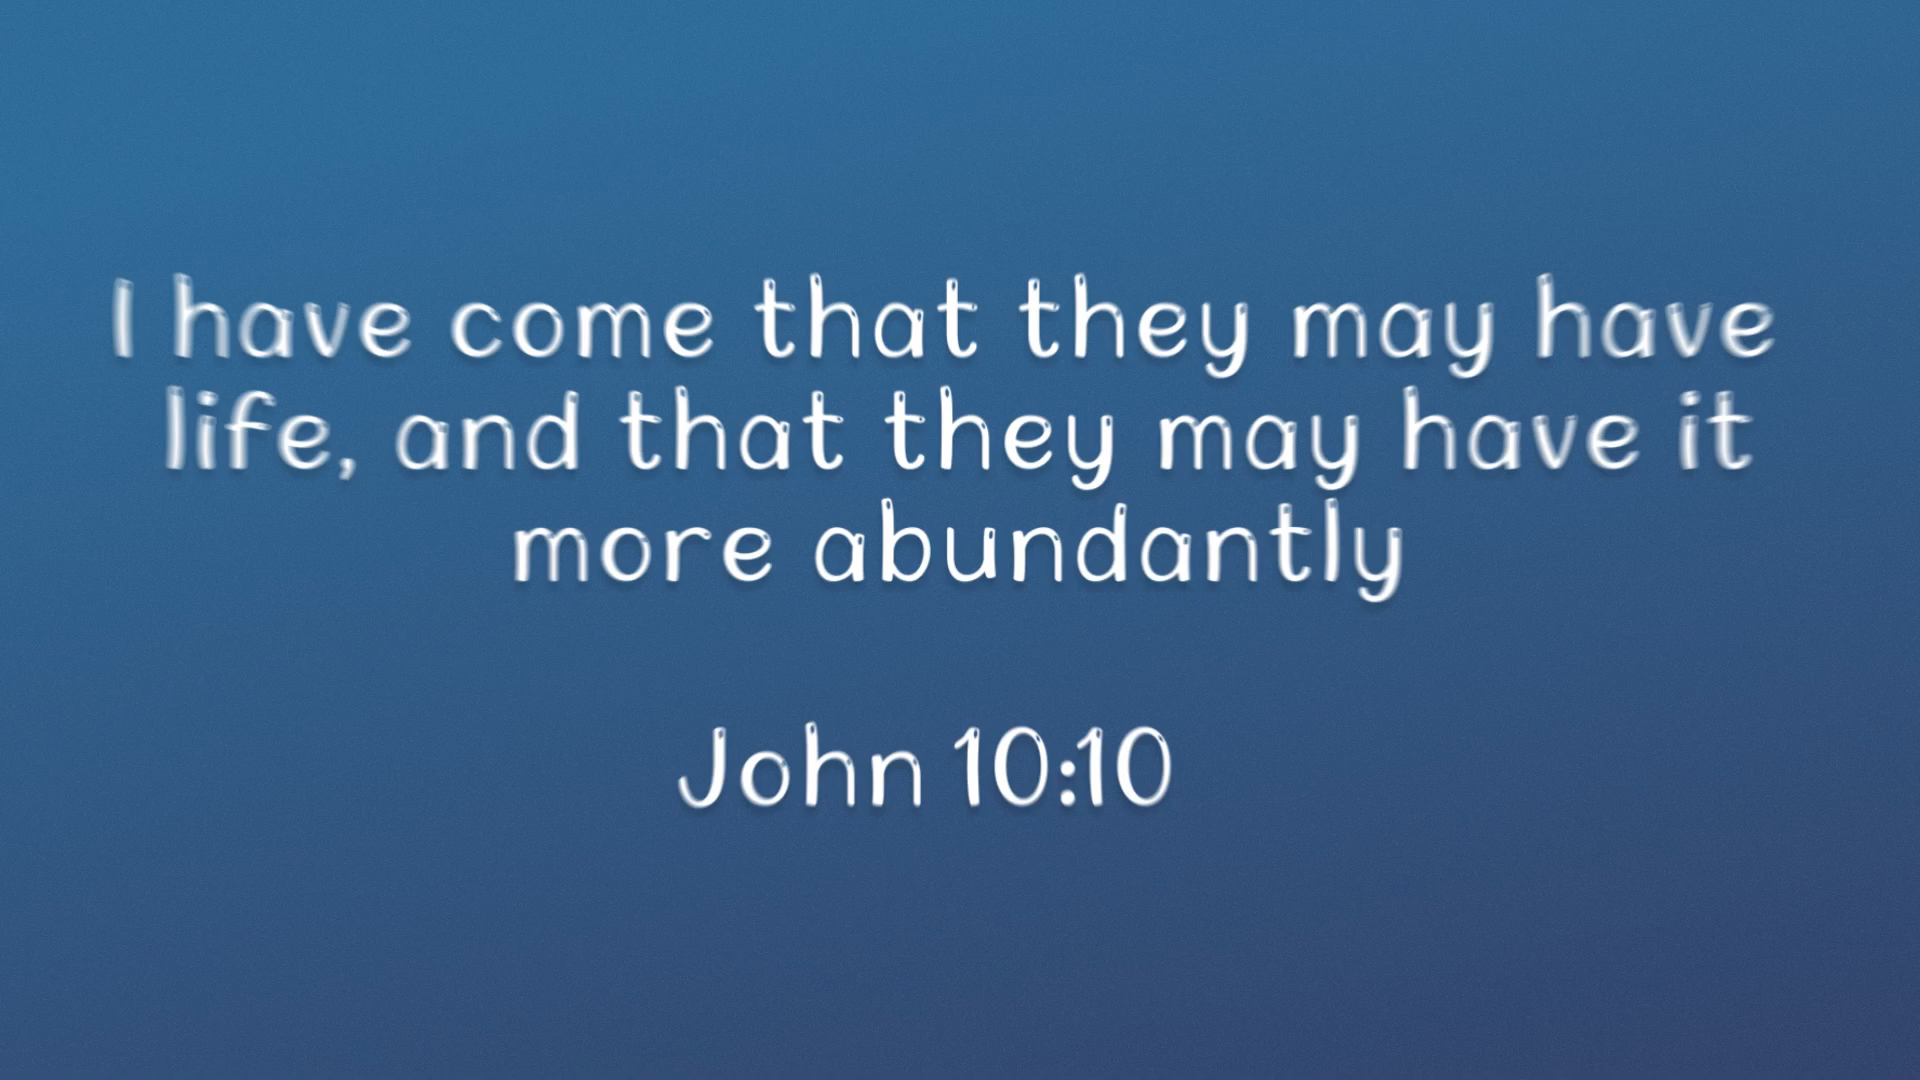 I have come that they may have
life, and that they may have it
more abundantly
John 10:10